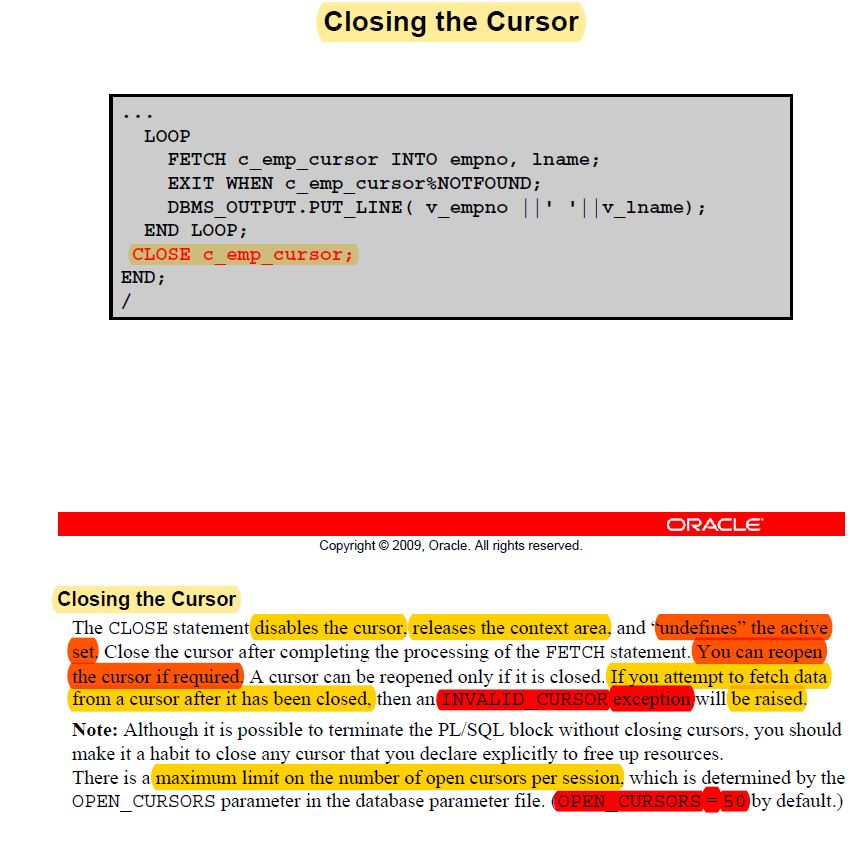 Closing the Cursor
...
LOOP
FETCH c_emp_cursor INTO empno, lname;
EXIT WHEN c_emp_cursor%NOTFOUND;
DBMS_OUTPUT.PUT_LINE( v_empno ||' '||v_lname);
END LOOP;
CLOSE c_emp_cursor;
END;
/
ORACLE
Copyright © 2009, Oracle. All rights reserved.
Closing the Cursor
The CLOSE statement disables the cursor, releases the context area, and “undefines” the active
set. Close the cursor after completing the processing of the FETCH statement. You can reopen
the cursor if required. A cursor can be reopened only if it is closed. If you attempt to fetch data
from a cursor after it has been closed, then an INVALID_CURSOR exception will be raised.
Note: Although it is possible to terminate the PL/SQL block without closing cursors, you should
make it a habit to close any cursor that you declare explicitly to free up resources.
There is a maximum limit on the number of open cursors per session, which is determined by the
OPEN_CURSORS parameter in the database parameter file. (OPEN_CURSORS = 50 by default.)